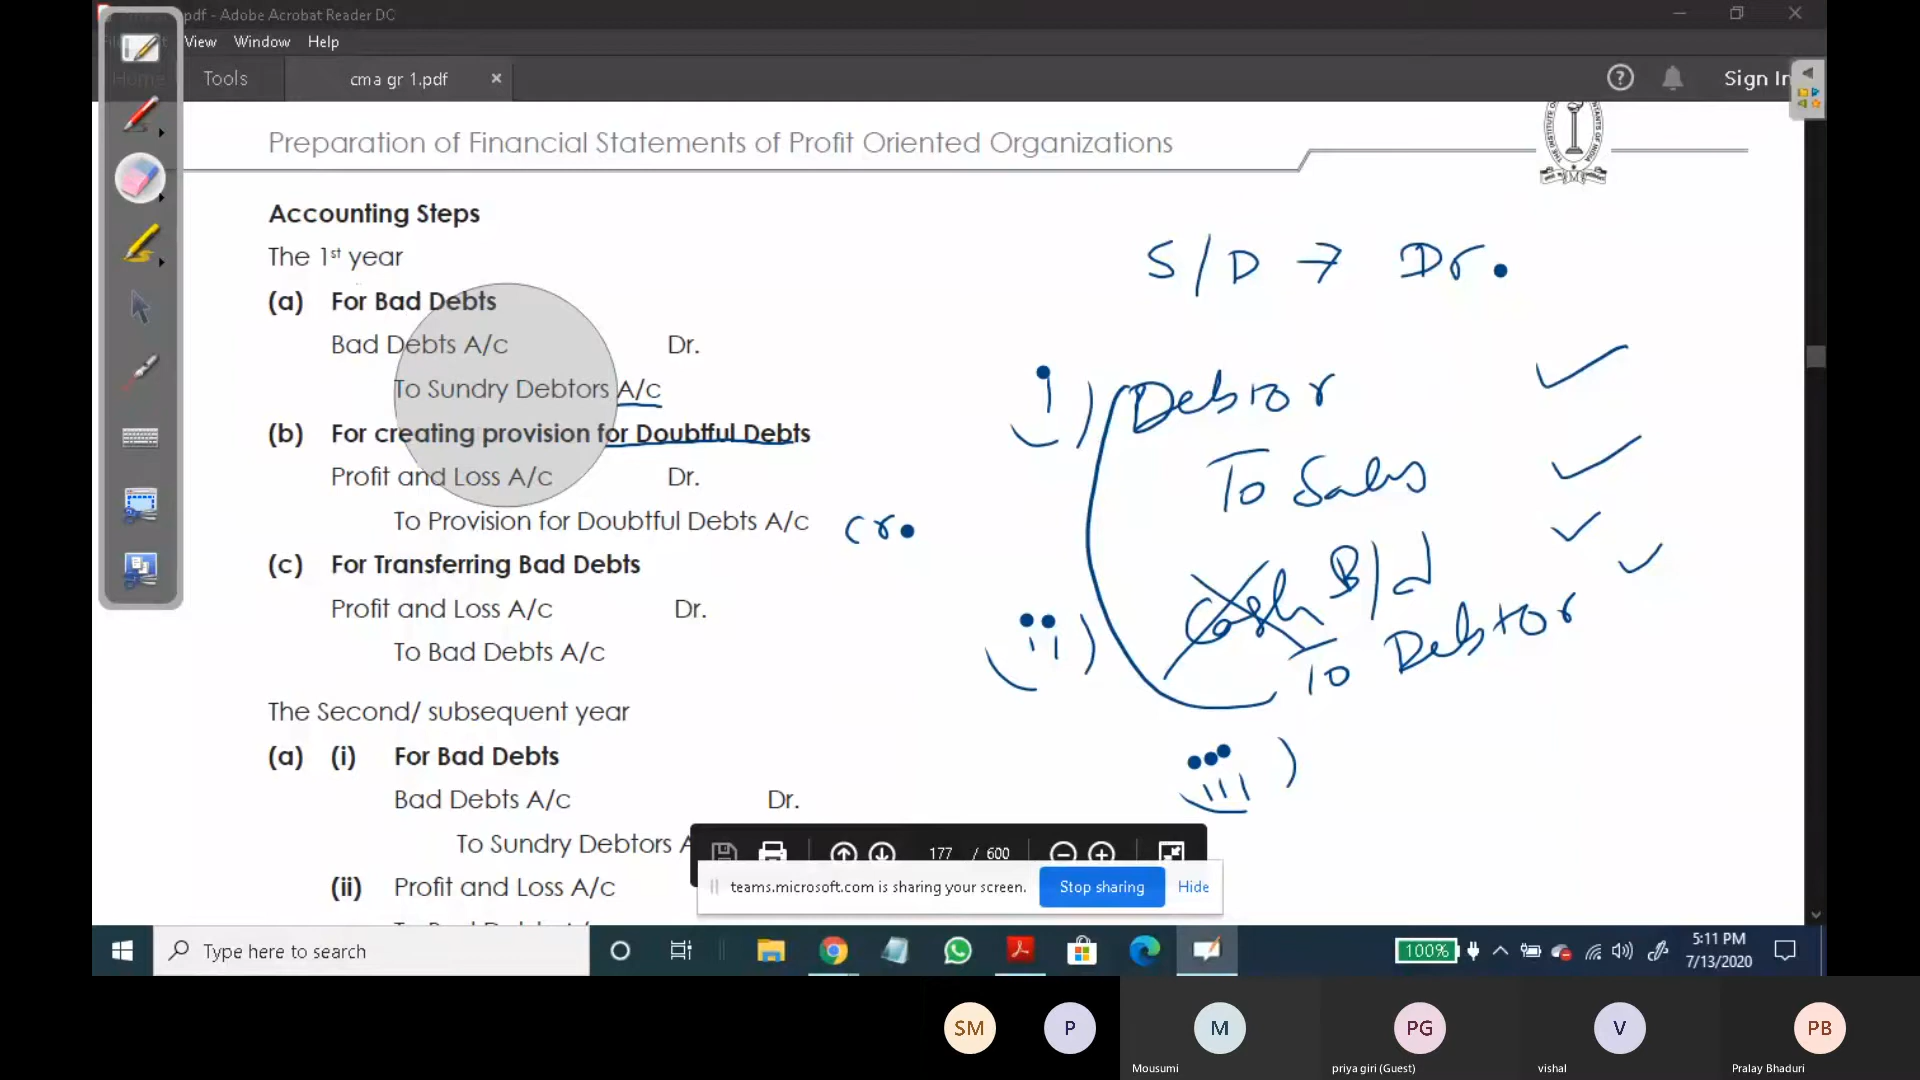 pdf - Adobe Acrobat Reader DC
View Window Help
Home Tools cma gr 1.pdf × Sign In
Preparation of Financial Statements of Profit Oriented Organizations
Accounting Steps
The 1st year
(a) For Bad Debts
Bad Debts A/c Dr.
To Sundry Debtors A/c
(b) For creating provision for Doubtful Debts
Profit and Loss A/c Dr.
To Provision for Doubtful Debts A/c Cr.
(c) For Transferring Bad Debts
Profit and Loss A/c Dr.
To Bad Debts A/c
The Second/ subsequent year
(a) (i) For Bad Debts
Bad Debts A/c Dr.
To Sundry Debtors A
(ii) Profit and Loss A/c
S/D → Dr.
i) Debtor
To Sales
ii) Cash B/d
To Debtor
iii)
177 / 600
teams.microsoft.com is sharing your screen. Stop sharing Hide
Type here to search
100%
5:11 PM
7/13/2020
SM P M PG V PB
Mousumi priya giri (Guest) vishal Pralay Bhaduri